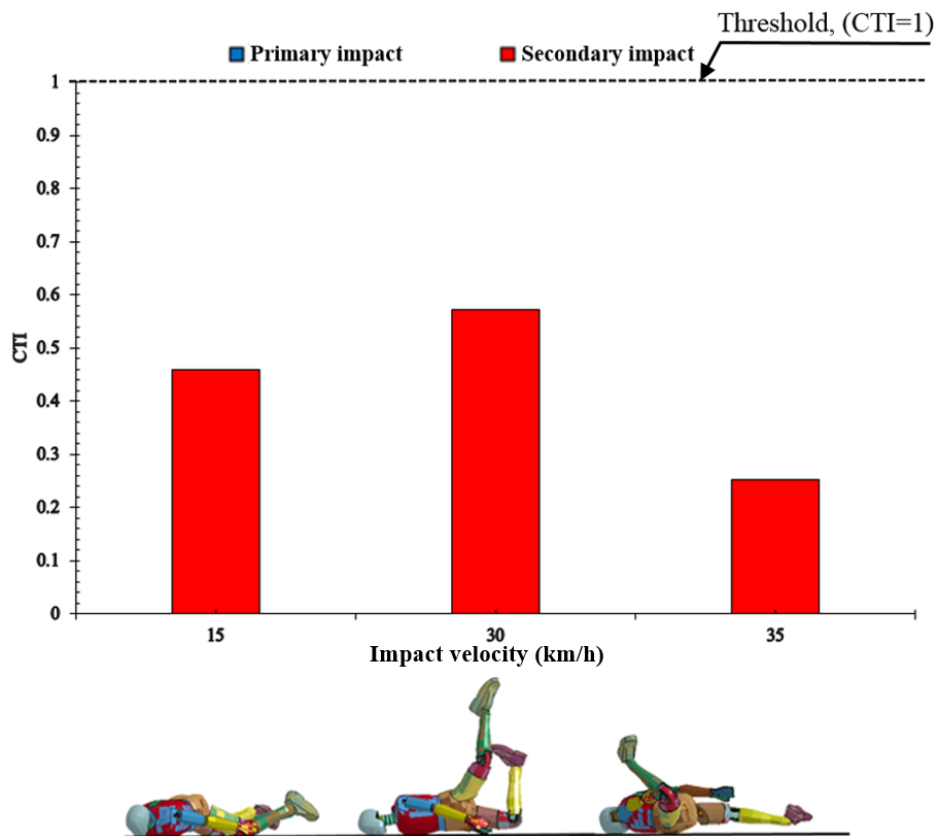 Threshold, (CTI=1)
Primary impact
Secondary impact
1
0.9
0.8
0.7
0.6
0.5
0.4
0.3
0.2
0.1
0
CTI
15
30
35
Impact velocity (km/h)